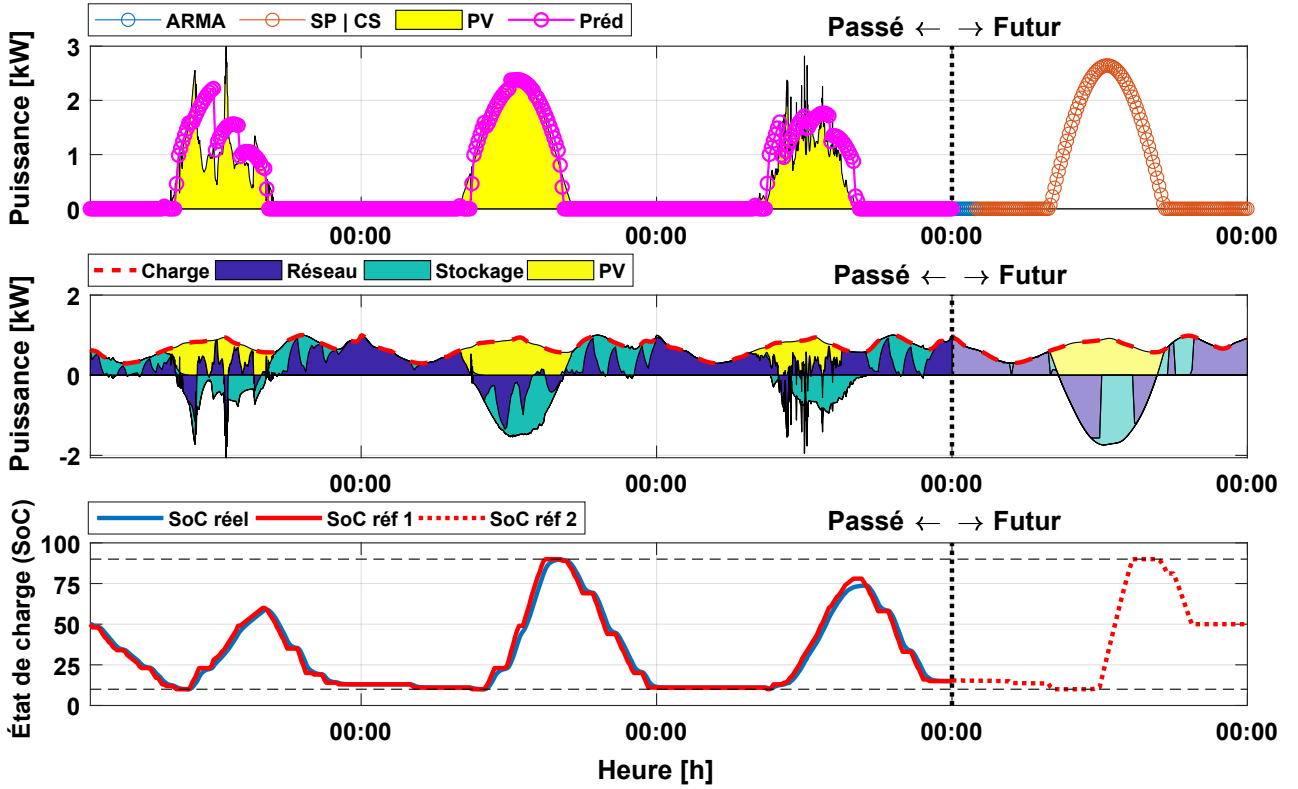 ARMA SP | CS PV Préd
Passé ← → Futur
Puissance [kW]
3
2
1
0
00:00 00:00 00:00 00:00
Charge Réseau Stockage PV
Passé ← → Futur
Puissance [kW]
2
0
-2
00:00 00:00 00:00 00:00
SoC réel SoC réf 1 SoC réf 2
Passé ← → Futur
État de charge (SoC)
100
75
50
25
0
00:00 00:00 00:00 00:00
Heure [h]